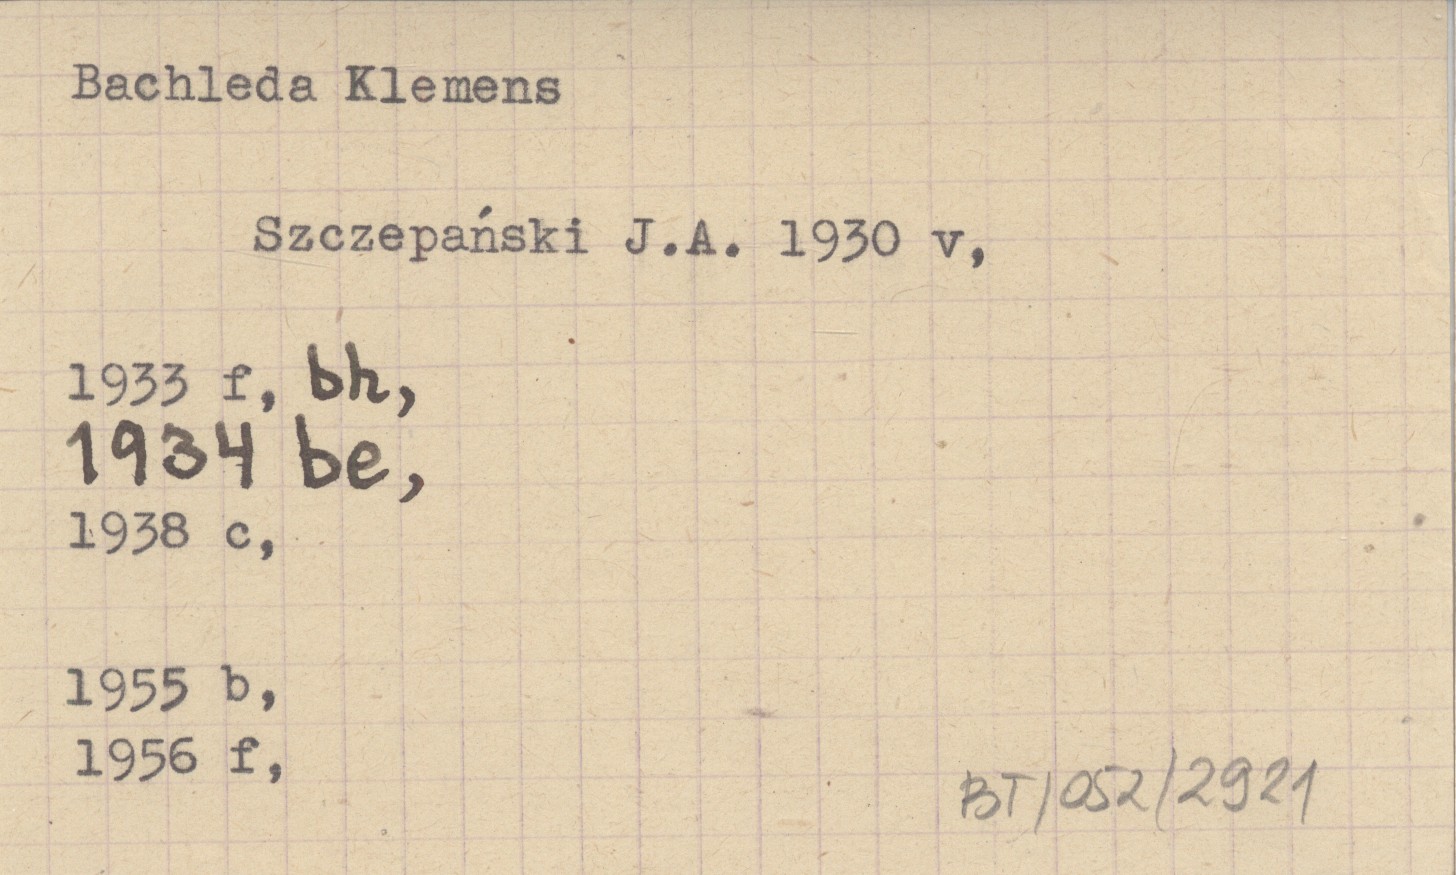 Bachleda Klemens
Szczepański J.A. 1930 v,
1933 f, bh,
1934 be,
1938 c,
1955 b,
1956 f,
BT/052/2921